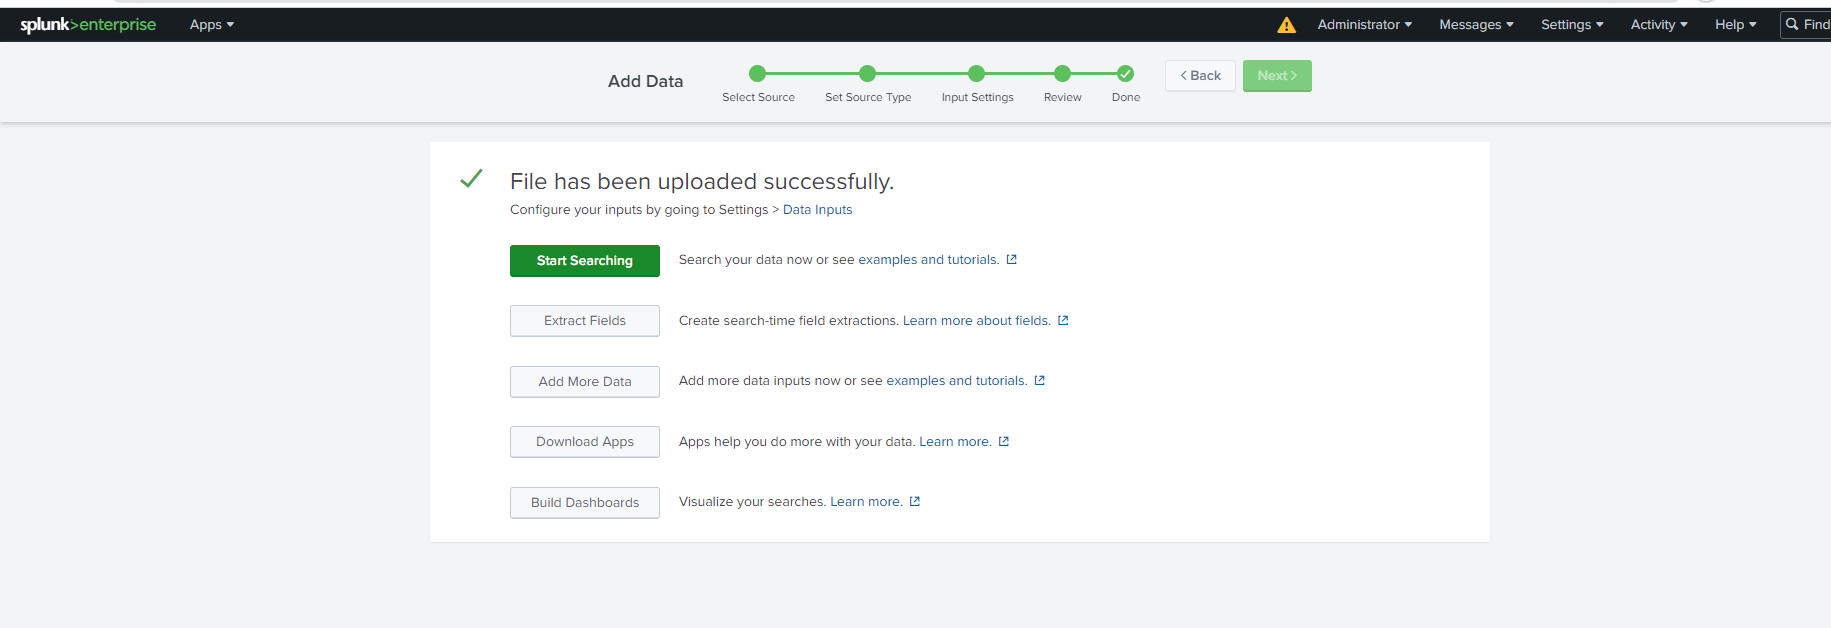 splunk>enterprise Apps Administrator Messages Settings Activity Help Find
Add Data
Select Source Set Source Type Input Settings Review Done
Back Next
File has been uploaded successfully.
Configure your inputs by going to Settings > Data Inputs
Start Searching Search your data now or see examples and tutorials.
Extract Fields Create search-time field extractions. Learn more about fields.
Add More Data Add more data inputs now or see examples and tutorials.
Download Apps Apps help you do more with your data. Learn more.
Build Dashboards Visualize your searches. Learn more.